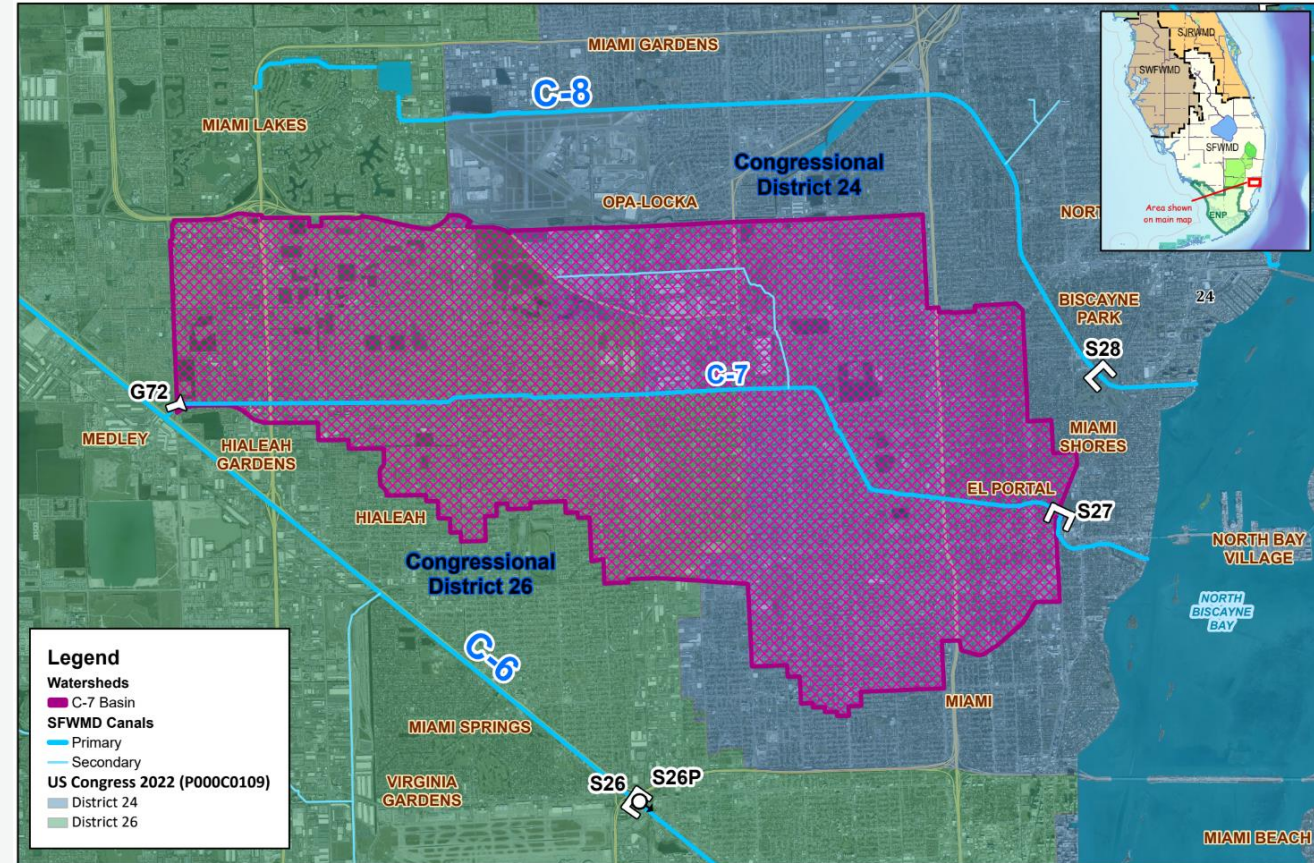 MIAMI GARDENS
C-8
MIAMI LAKES
Congressional
District 24
OPA-LOCKA
SJRWMD
SWFWMD
SFWMD
Area shown
on main map
ENP
NORT
BISCAYNE
PARK
24
S28
C-7
G72
MEDLEY
HIALEAH
GARDENS
MIAMI
SHORES
EL PORTAL
S27
HIALEAH
NORTH BAY
VILLAGE
Congressional
District 26
NORTH
BISCAYNE
BAY
C-6
MIAMI
MIAMI SPRINGS
S26
S26P
VIRGINIA
GARDENS
MIAMI BEACH
Legend
Watersheds
C-7 Basin
SFWMD Canals
Primary
Secondary
US Congress 2022 (P000C0109)
District 24
District 26